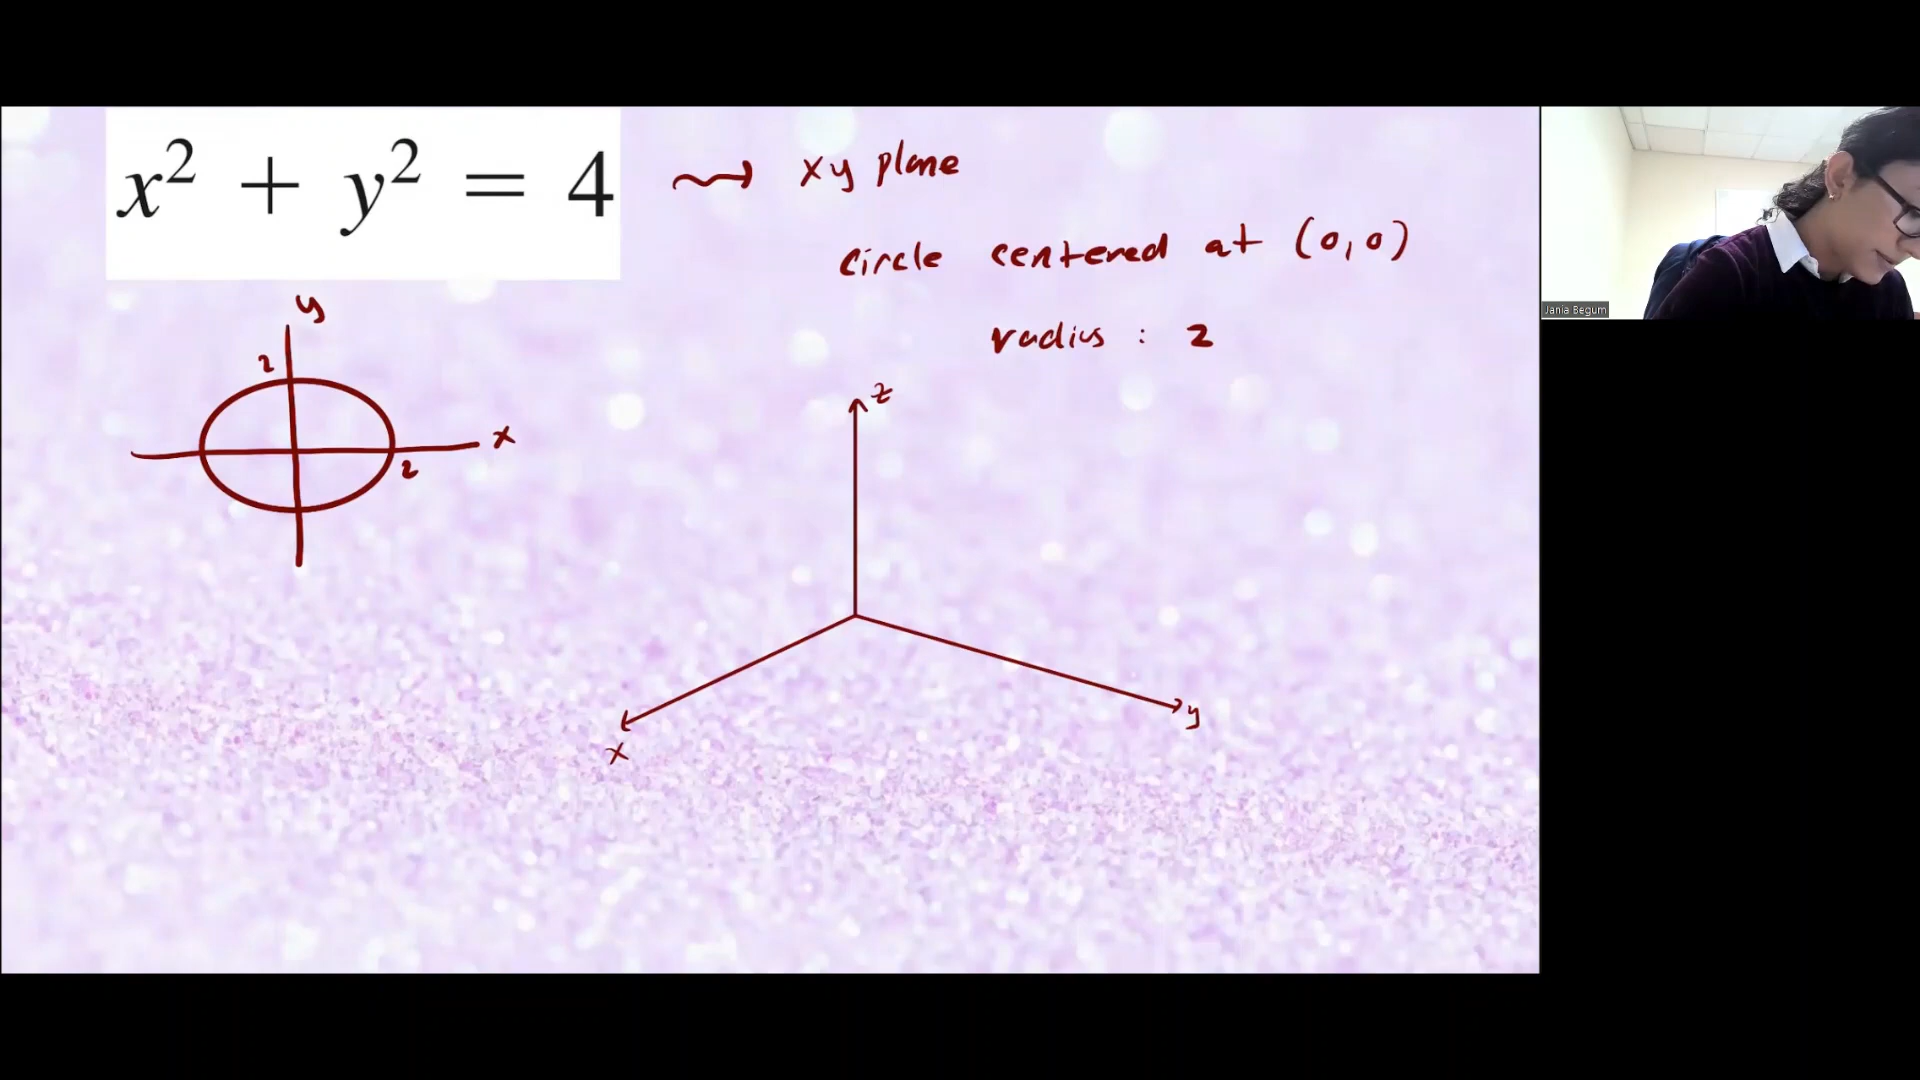 x² + y² = 4
⇝ xy plane
circle centered at (0,0)
radius : 2
y
2
x
2
z
x
y
Jania Begum